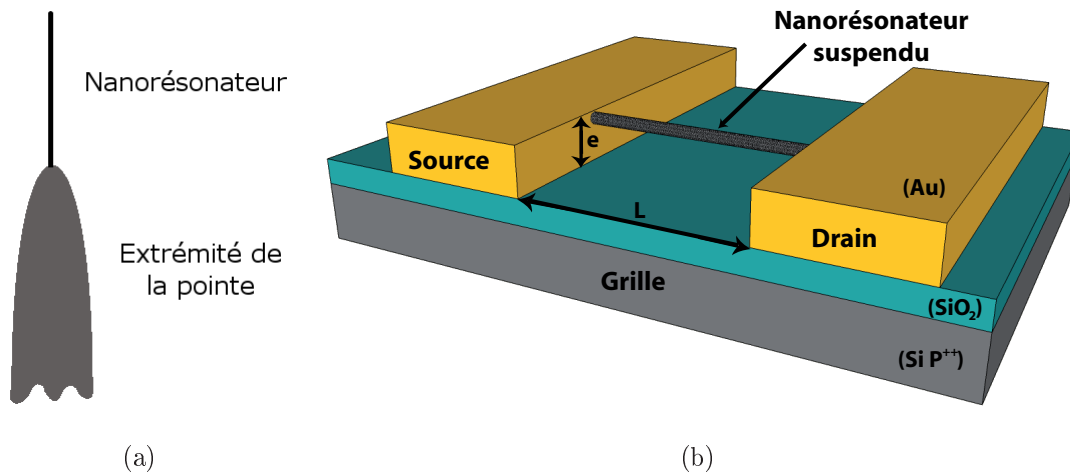 Nanorésonateur
Extrémité de
la pointe
(a)
Nanorésonateur
suspendu
e
Source
L
(Au)
Drain
Grille
(SiO₂)
(Si P⁺⁺)
(b)